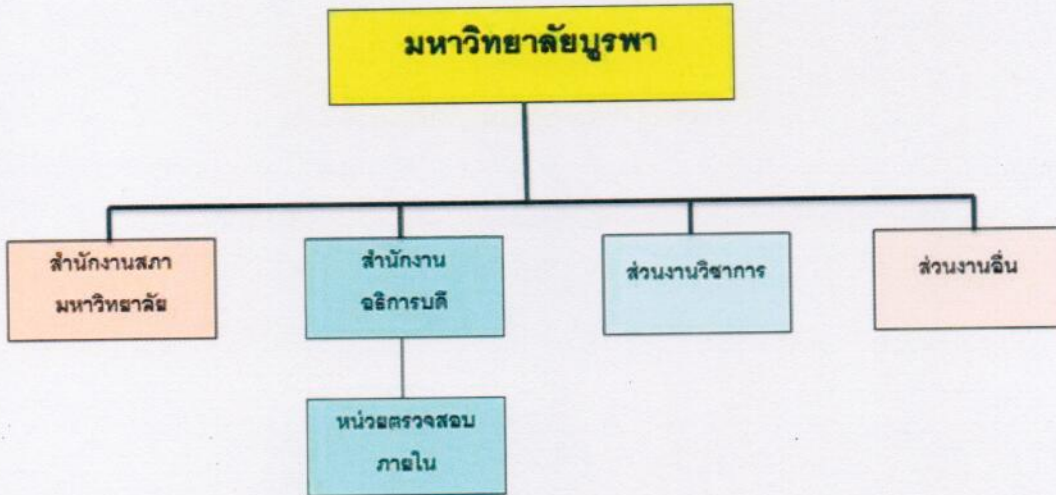 มหาวิทยาลัยบูรพา
สำนักงานสภา
มหาวิทยาลัย
สำนักงาน
อธิการบดี
ส่วนงานวิชาการ
ส่วนงานอื่น
หน่วยตรวจสอบ
ภายใน